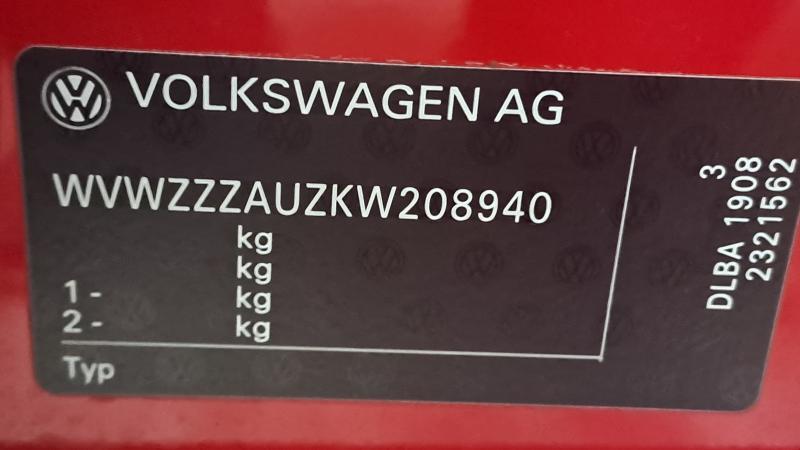 VOLKSWAGEN AG
WVWZZZAUZKW208940
kg
kg
1 - kg
2 - kg
Typ
3
DLBA 1908
2321562